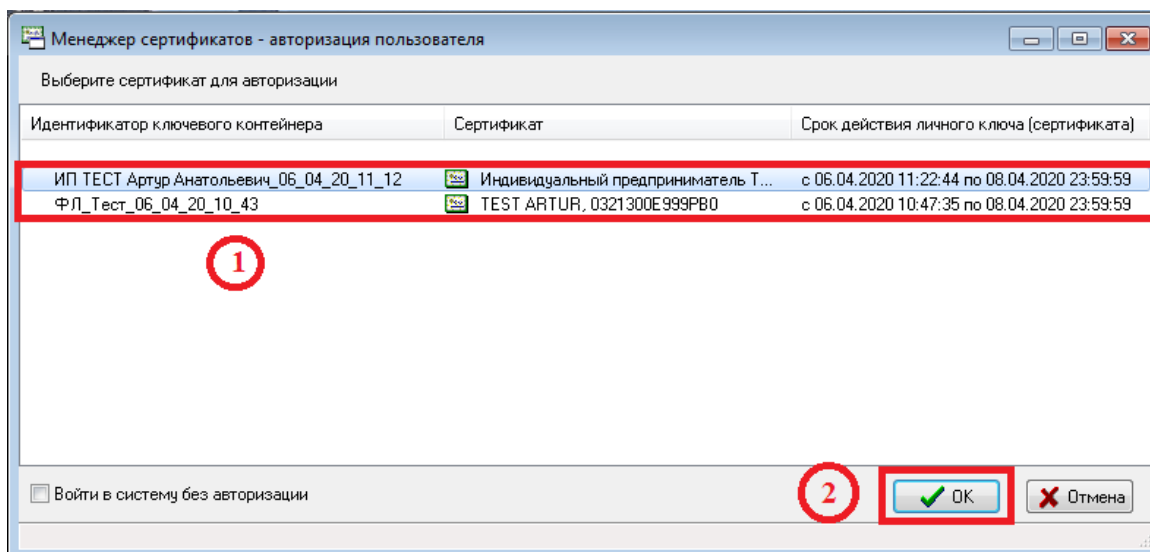 Менеджер сертификатов - авторизация пользователя
Выберите сертификат для авторизации
Идентификатор ключевого контейнера Сертификат Срок действия личного ключа (сертификата)
ИП ТЕСТ Артур Анатольевич_06_04_20_11_12 Индивидуальный предприниматель Т... с 06.04.2020 11:22:44 по 08.04.2020 23:59:59
ФЛ_Тест_06_04_20_10_43 TEST ARTUR, 0321300E999PB0 с 06.04.2020 10:47:35 по 08.04.2020 23:59:59
1
Войти в систему без авторизации 2 OK Отмена